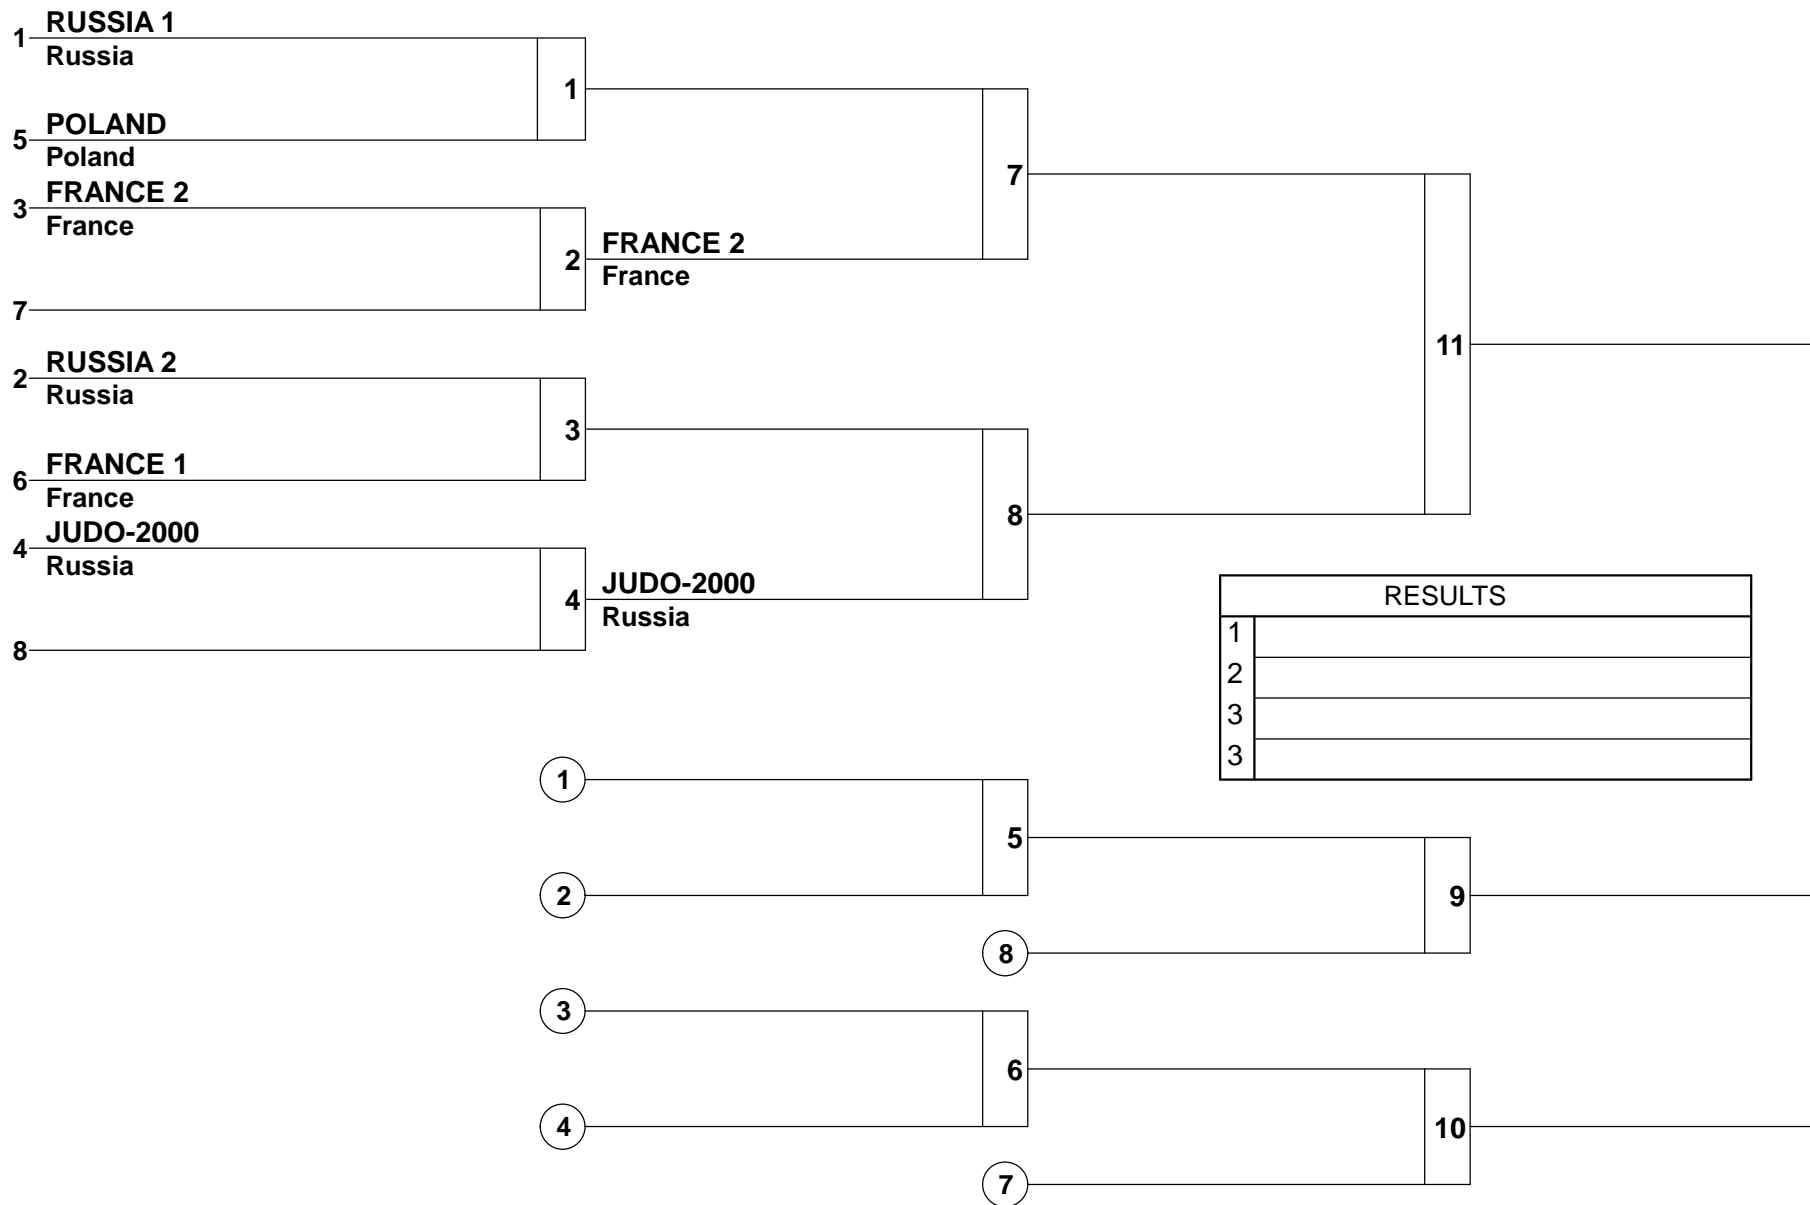 1 RUSSIA 1
Russia
1
5 POLAND
Poland
3 FRANCE 2
France
2
FRANCE 2
France
7
7
2 RUSSIA 2
Russia
3
6 FRANCE 1
France
4 JUDO-2000
Russia
4
JUDO-2000
Russia
8
8
11
RESULTS
1
2
3
3
1
5
2
9
8
3
6
4
10
7